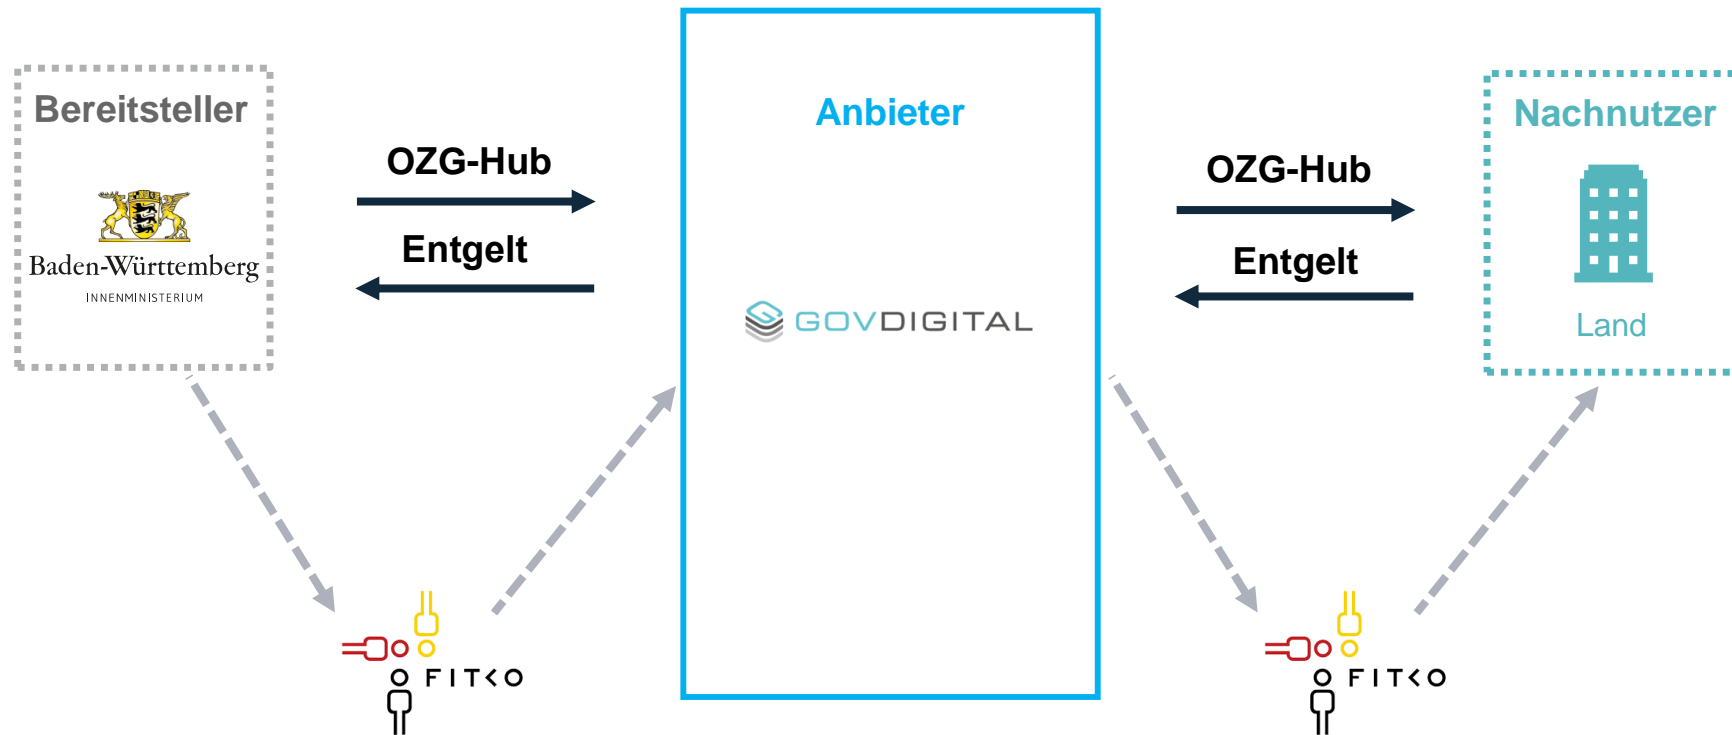 Bereitsteller
Baden-Württemberg
INNENMINISTERIUM
OZG-Hub
Entgelt
Anbieter
GOVDIGITAL
OZG-Hub
Entgelt
Nachnutzer
Land
FITKO
FITKO